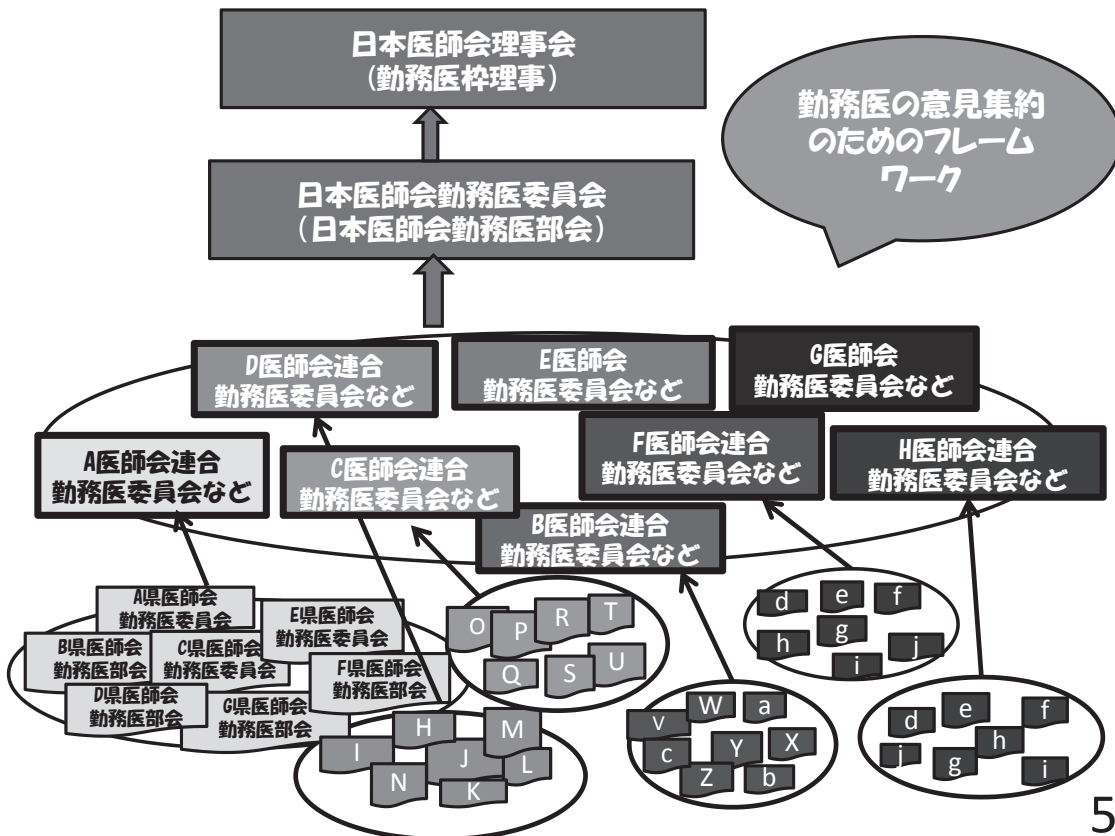 日本医師会理事会
(勤務医枠理事)
勤務医の意見集約
のためのフレーム
ワーク
日本医師会勤務医委員会
(日本医師会勤務医部会)
D医師会連合
勤務医委員会など
E医師会
勤務医委員会など
G医師会
勤務医委員会など
A医師会連合
勤務医委員会など
C医師会連合
勤務医委員会など
F医師会連合
勤務医委員会など
H医師会連合
勤務医委員会など
B医師会連合
勤務医委員会など
A県医師会
勤務医委員会
E県医師会
勤務医委員会
B県医師会
勤務医部会
C県医師会
勤務医委員会
F県医師会
勤務医部会
D県医師会
勤務医部会
G県医師会
勤務医部会
O
P
R
T
Q
S
U
H
M
I
J
L
N
K
V
W
a
c
Y
X
Z
b
d
e
f
h
g
j
i
d
e
f
j
g
h
i
5